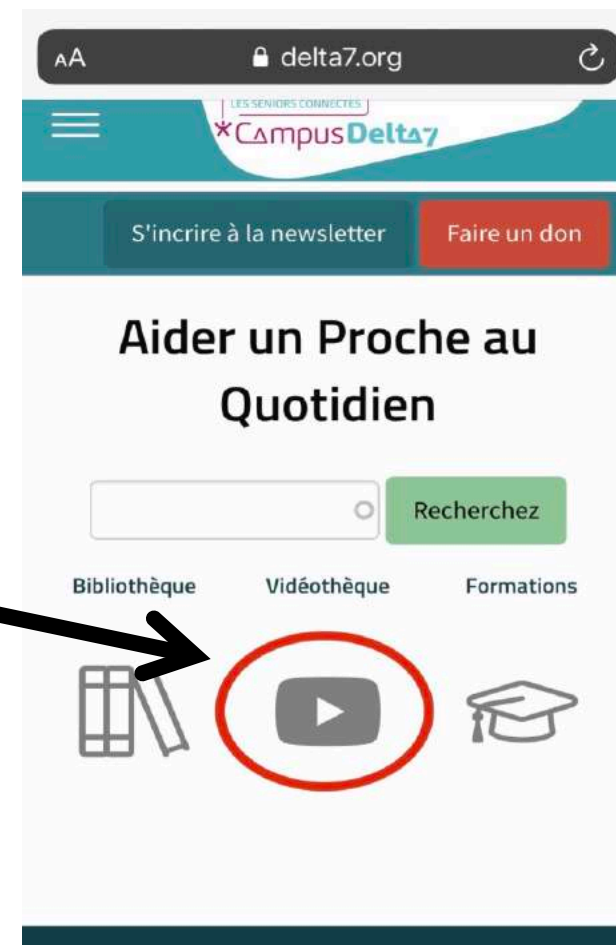 AA
delta7.org
LES SENIORS CONNECTÉS
*CampusDelta7
S'incrire à la newsletter
Faire un don
Aider un Proche au
Quotidien
Recherchez
Bibliothèque
Vidéothèque
Formations